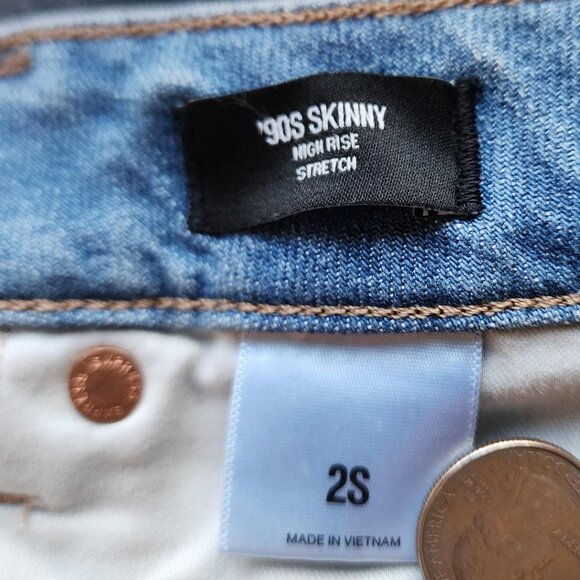 '90S SKINNY
HIGH RISE
STRETCH
2S
MADE IN VIETNAM